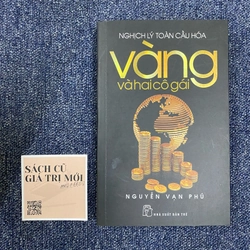 NGHỊCH LÝ TOÀN CẦU HÓA
vàng
và hai cô gái
NGUYỄN VẠN PHÚ
NHÀ XUẤT BẢN TRẺ
SÁCH CŨ
GIÁ TRỊ MỚI